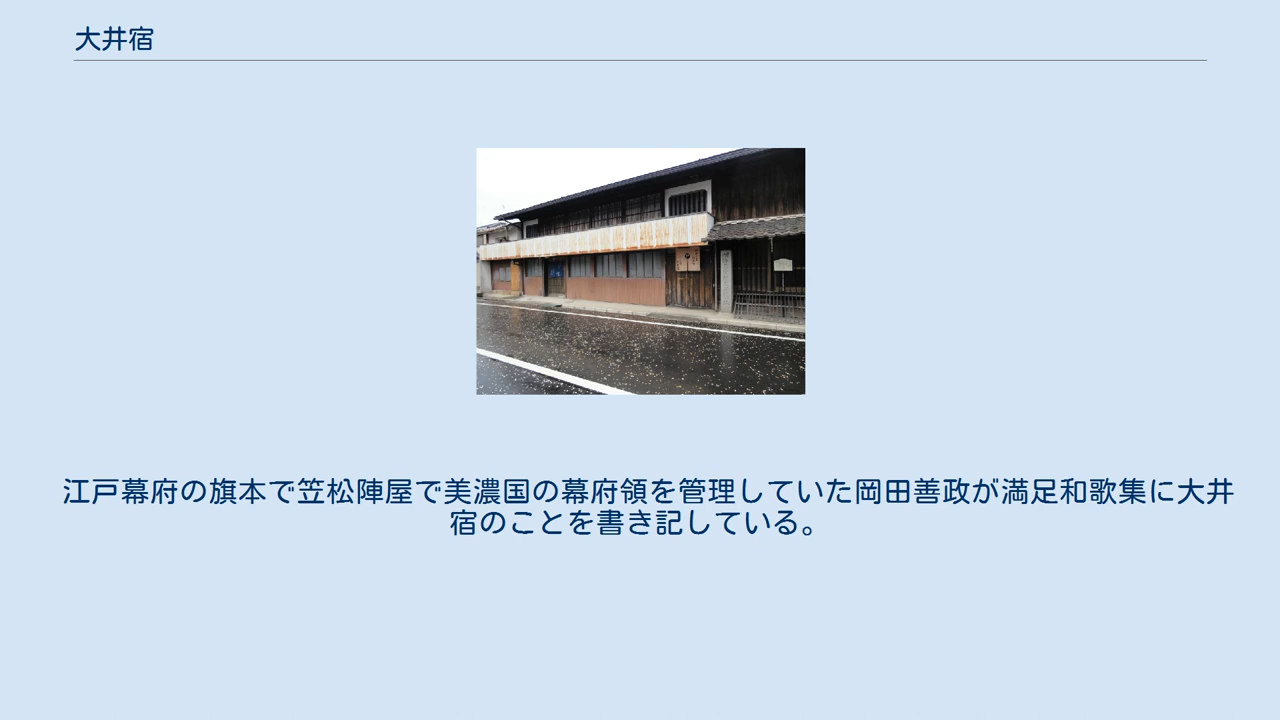 大井宿
江戸幕府の旗本で笠松陣屋で美濃国の幕府領を管理していた岡田善政が満足和歌集に大井
宿のことを書き記している。